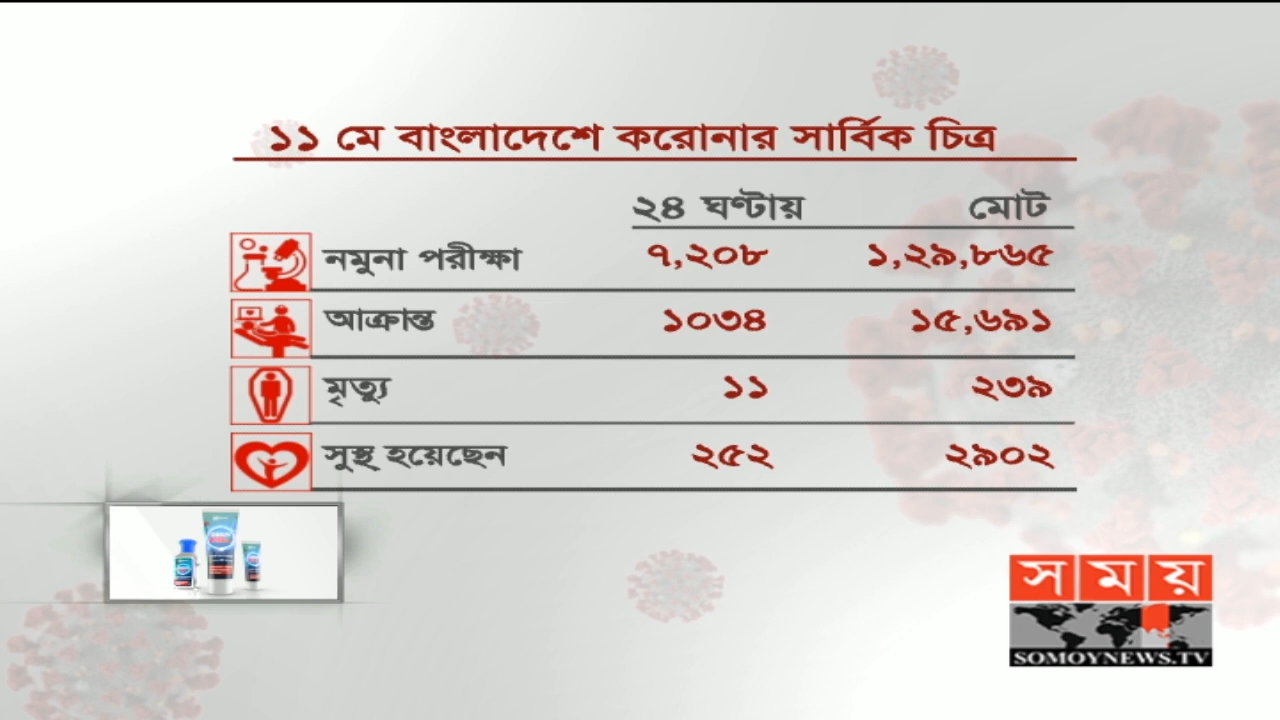 ১১ মে বাংলাদেশে করোনার সার্বিক চিত্র
২৪ ঘণ্টায় মোট
নমুনা পরীক্ষা ৭,২০৮ ১,২৯,৮৬৫
আক্রান্ত ১০৩৪ ১৫,৬৯১
মৃত্যু ১১ ২৩৯
সুস্থ হয়েছেন ২৫২ ২৯০২
সময়
SOMOYNEWS.TV